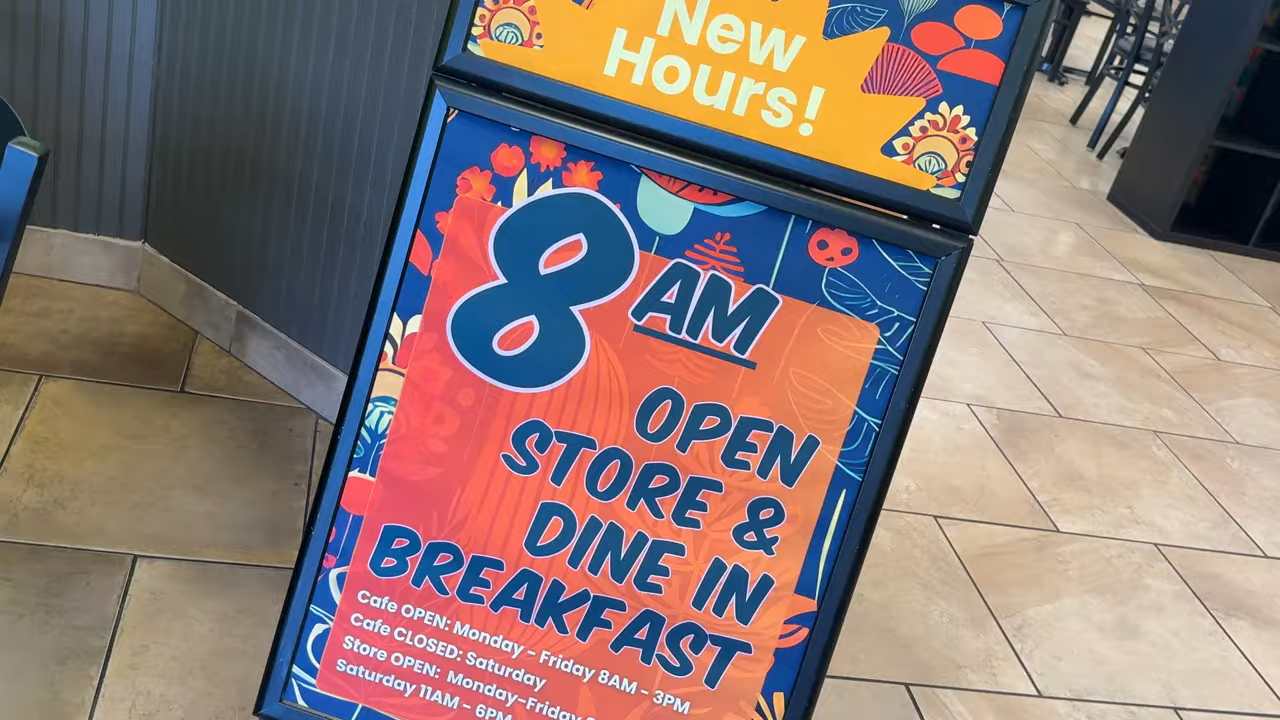 New
Hours!
8 AM
OPEN
STORE &
DINE IN
BREAKFAST
Cafe OPEN: Monday - Friday 8AM - 3PM
Cafe CLOSED: Saturday
Store OPEN: Monday-Friday
Saturday 11AM - 6PM